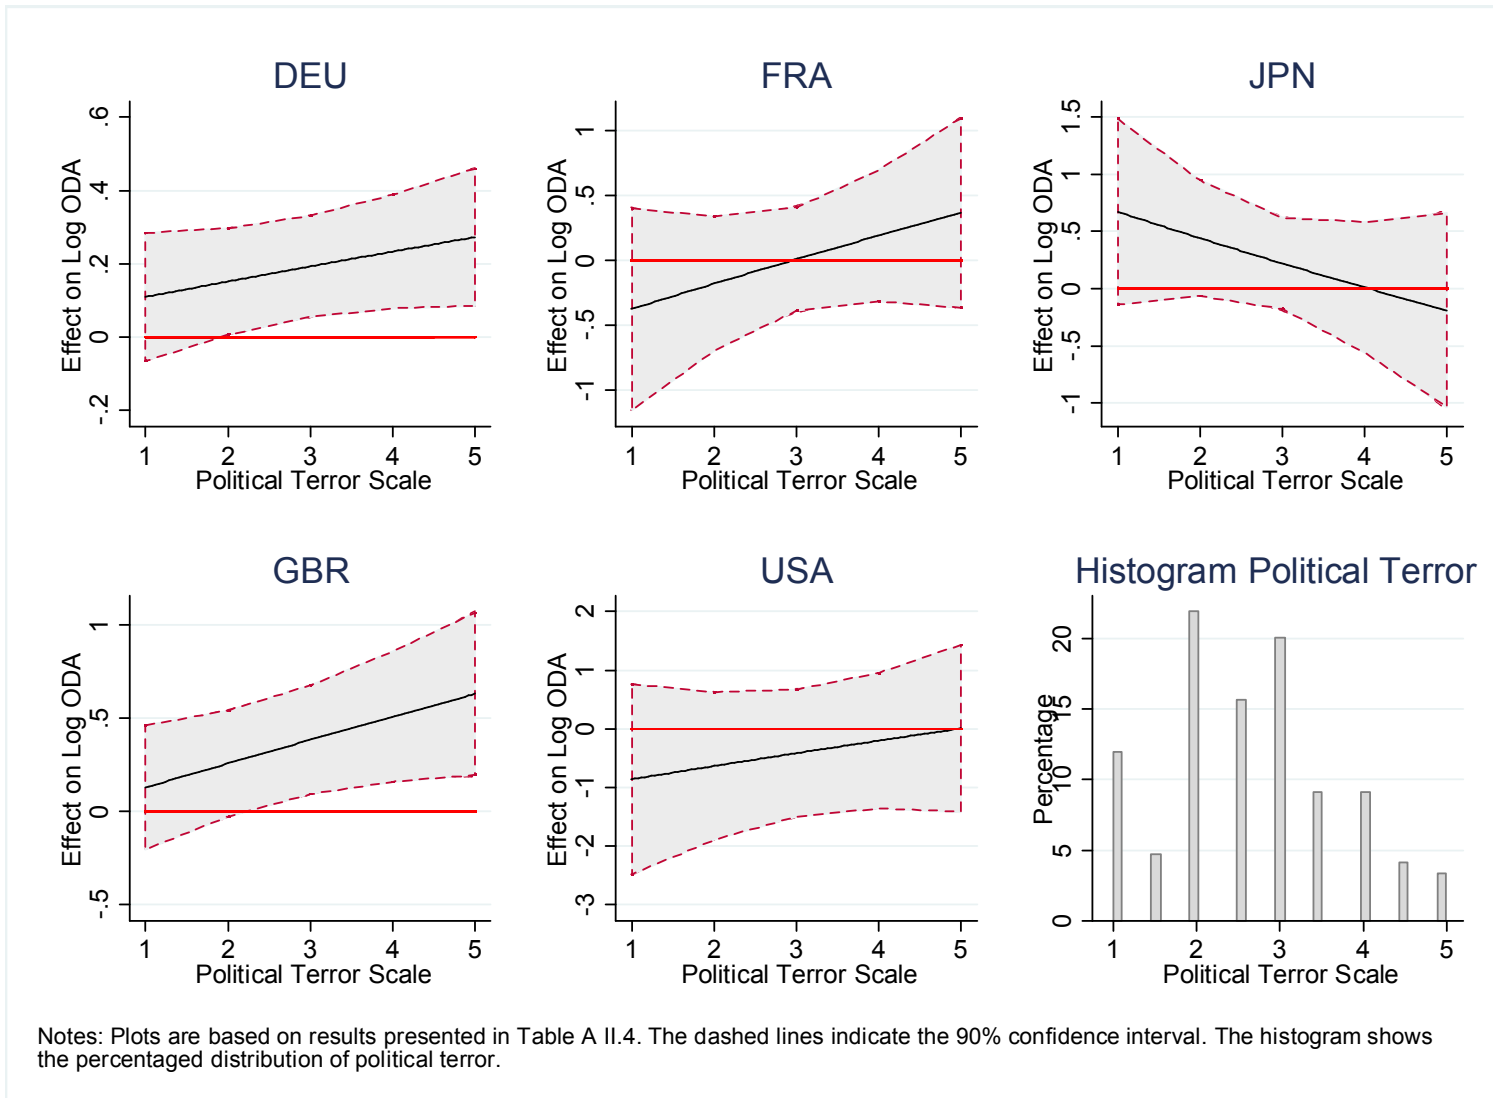 DEU
Effect on Log ODA
.6
.4
.2
0
-.2
1 2 3 4 5
Political Terror Scale
FRA
Effect on Log ODA
1
.5
0
-.5
-1
1 2 3 4 5
Political Terror Scale
JPN
Effect on Log ODA
1.5
1
.5
0
-.5
-1
1 2 3 4 5
Political Terror Scale
GBR
Effect on Log ODA
1
.5
0
-.5
1 2 3 4 5
Political Terror Scale
USA
Effect on Log ODA
2
1
0
-1
-2
-3
1 2 3 4 5
Political Terror Scale
Histogram Political Terror
Percentage
20
15
10
5
0
1 2 3 4 5
Political Terror Scale
Notes: Plots are based on results presented in Table A II.4. The dashed lines indicate the 90% confidence interval. The histogram shows
the percentaged distribution of political terror.